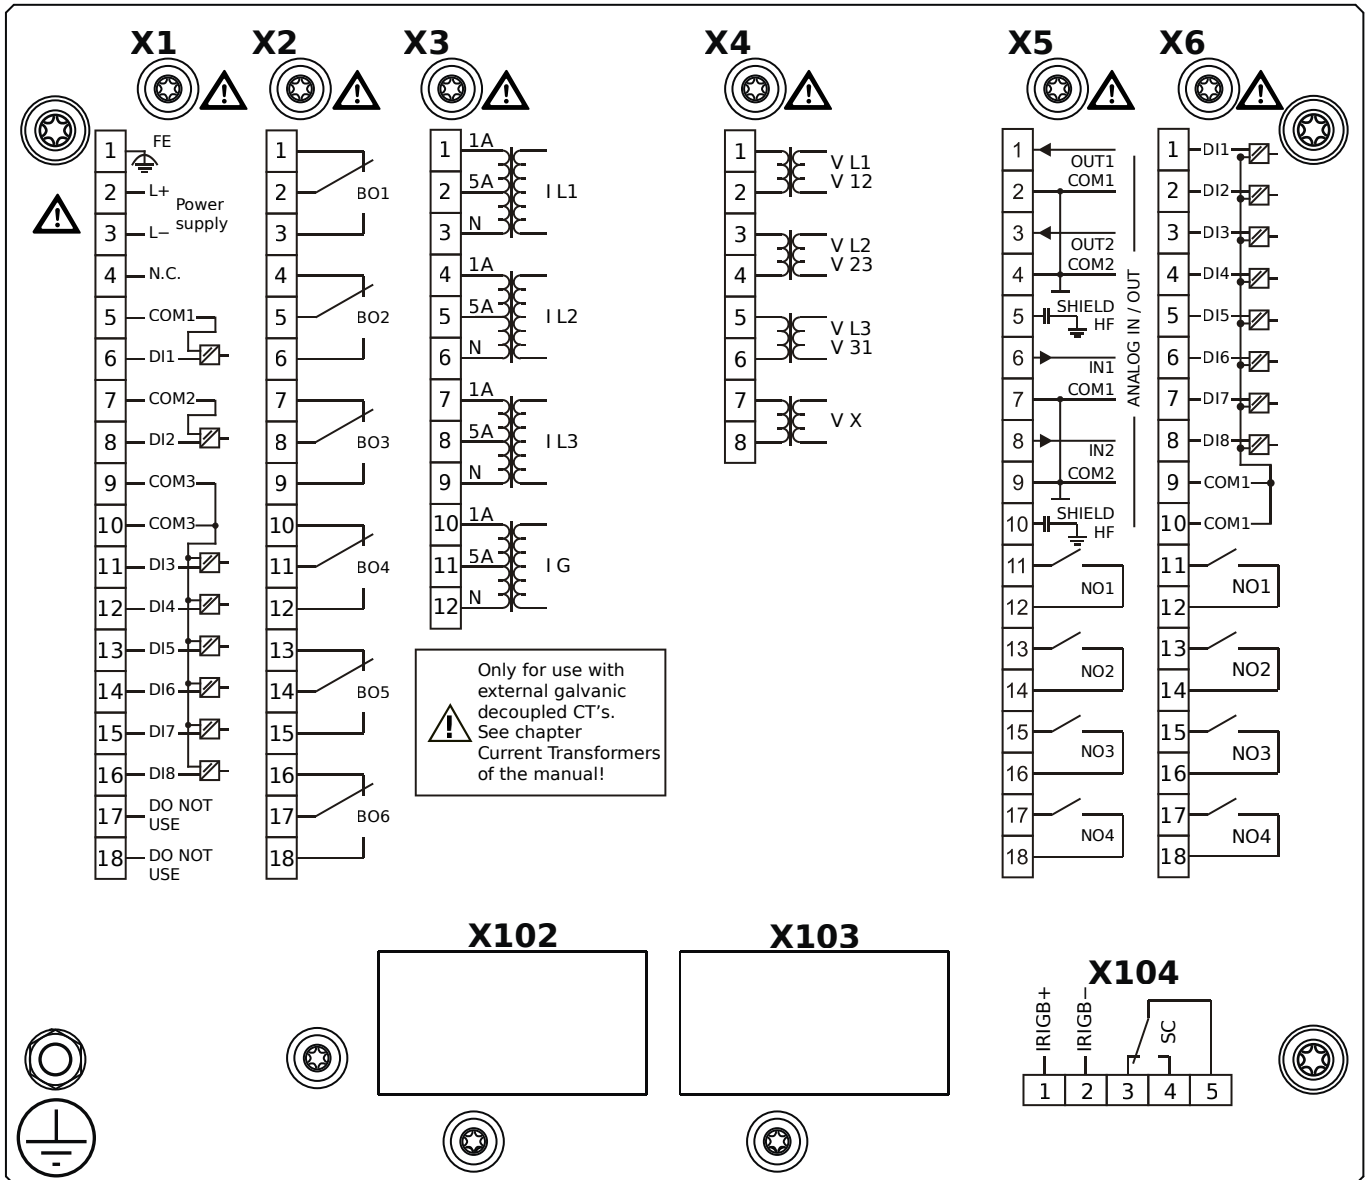 X1
X2
X3
X4
X5
X6
1 FE
2 L+
Power
supply
3 L−
4 N.C.
5 COM1
6 DI1
7 COM2
8 DI2
9 COM3
10 COM3
11 DI3
12 DI4
13 DI5
14 DI6
15 DI7
16 DI8
17 DO NOT
USE
18 DO NOT
USE
1
2 BO1
3
4
5 BO2
6
7
8 BO3
9
10
11 BO4
12
13
14 BO5
15
16
17 BO6
18
1 1A
2 5A I L1
3 N
4 1A
5 5A I L2
6 N
7 1A
8 5A I L3
9 N
10 1A
11 5A I G
12 N
Only for use with
external galvanic
decoupled CT's.
See chapter
Current Transformers
of the manual!
1 V L1
2 V 12
3 V L2
4 V 23
5 V L3
6 V 31
7 V X
8
1 OUT1
2 COM1
3 OUT2
4 COM2
5 SHIELD
HF
6 IN1
7 COM1
8 IN2
9 COM2
10 SHIELD
HF
ANALOG IN / OUT
11
NO1
12
13
NO2
14
15
NO3
16
17
NO4
18
1 DI1
2 DI2
3 DI3
4 DI4
5 DI5
6 DI6
7 DI7
8 DI8
9 COM1
10 COM1
11
NO1
12
13
NO2
14
15
NO3
16
17
NO4
18
X102
X103
X104
IRIGB+
IRIGB−
SC
1 2 3 4 5